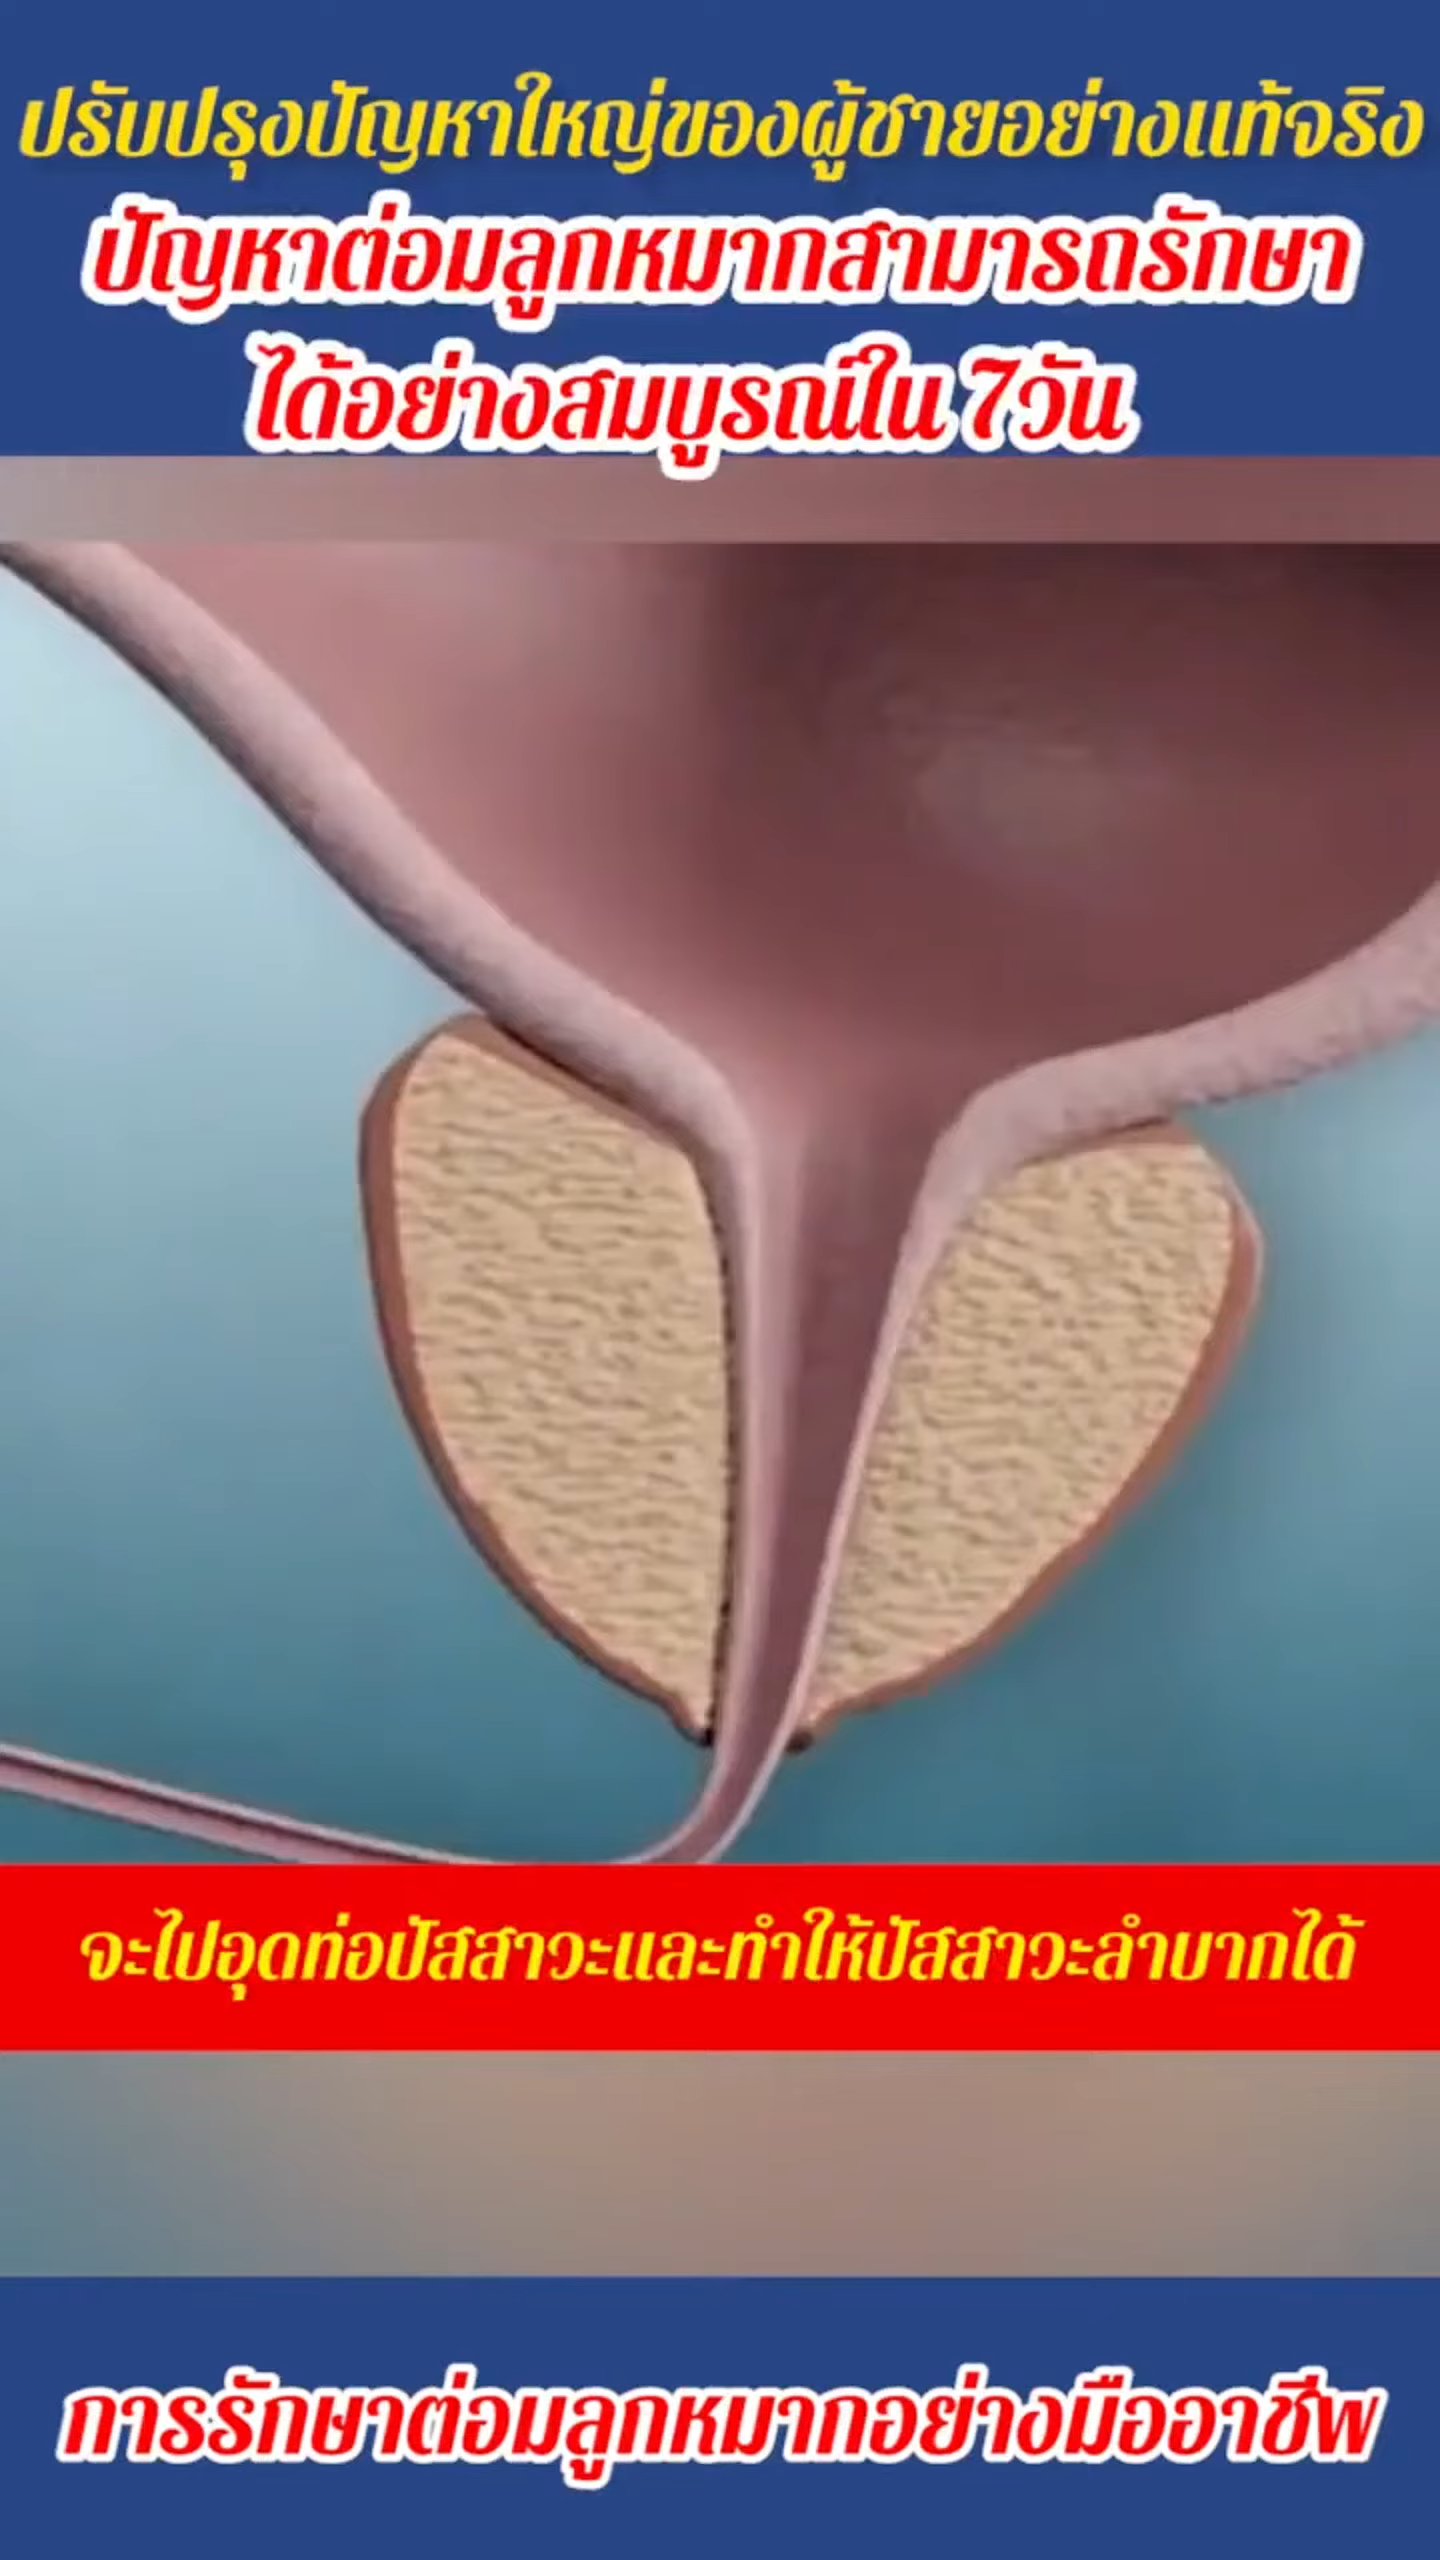 ปรับปรุงปัญหาใหญ่ของผู้ชายอย่างแท้จริง
ปัญหาต่อมลูกหมากสามารถรักษา
ได้อย่างสมบูรณ์ใน 7วัน
จะไปอุดท่อปัสสาวะและทำให้ปัสสาวะลำบากได้
การรักษาต่อมลูกหมากอย่างมืออาชีพ